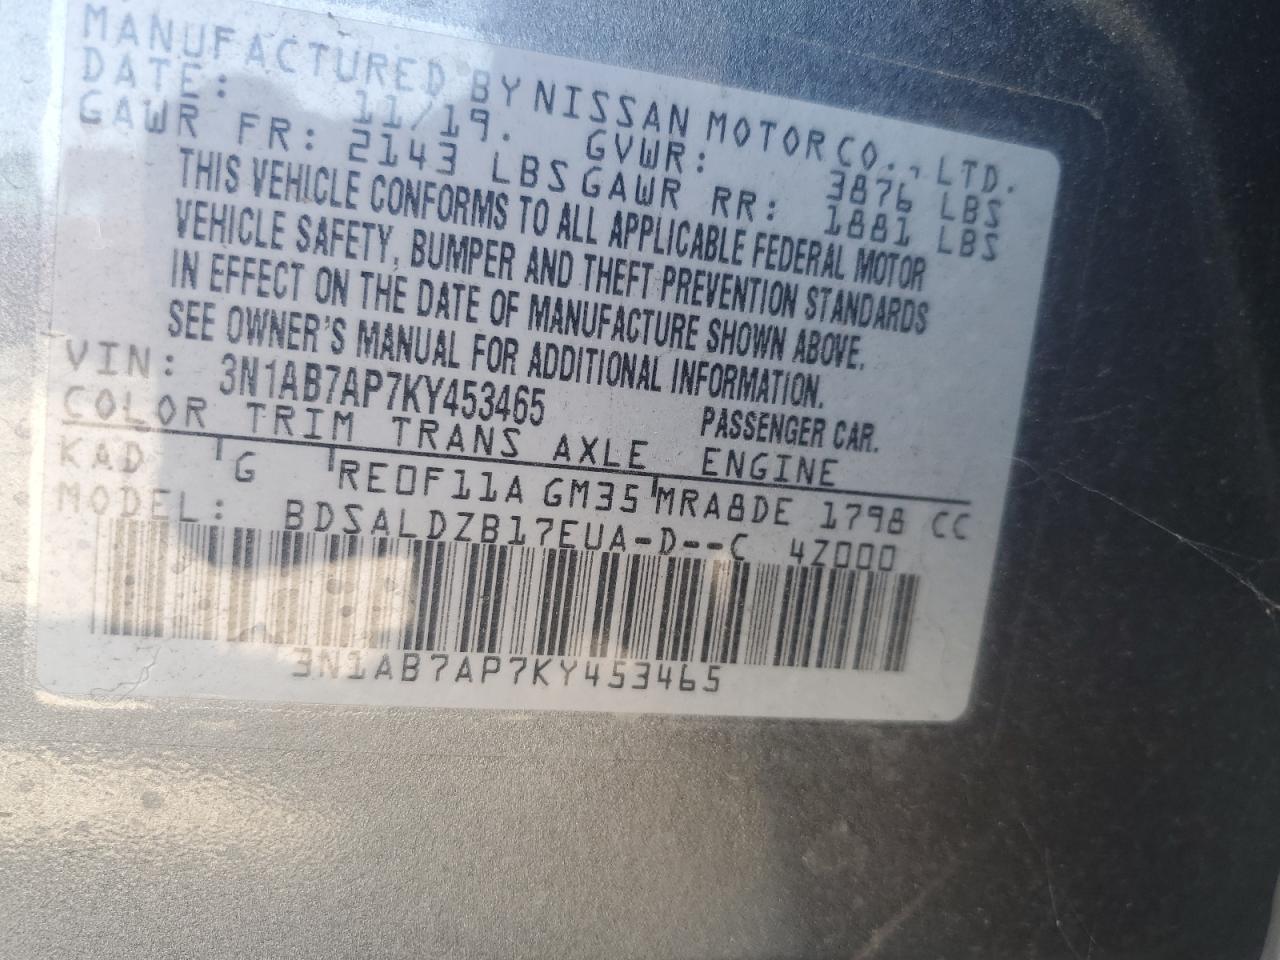 MANUFACTURED BY NISSAN MOTOR CO., LTD.
DATE: 11/19. GVWR: 3876 LBS
GAWR FR: 2143 LBS GAWR RR: 1881 LBS
THIS VEHICLE CONFORMS TO ALL APPLICABLE FEDERAL MOTOR
VEHICLE SAFETY, BUMPER AND THEFT PREVENTION STANDARDS
IN EFFECT ON THE DATE OF MANUFACTURE SHOWN ABOVE.
SEE OWNER'S MANUAL FOR ADDITIONAL INFORMATION.
VIN: 3N1AB7AP7KY453465 PASSENGER CAR.
COLOR TRIM TRANS AXLE ENGINE
KAD G RE0F11A GM35 MRA8DE 1798 CC
MODEL: BDSALDZB17EUA-D--C 4Z000
3N1AB7AP7KY453465